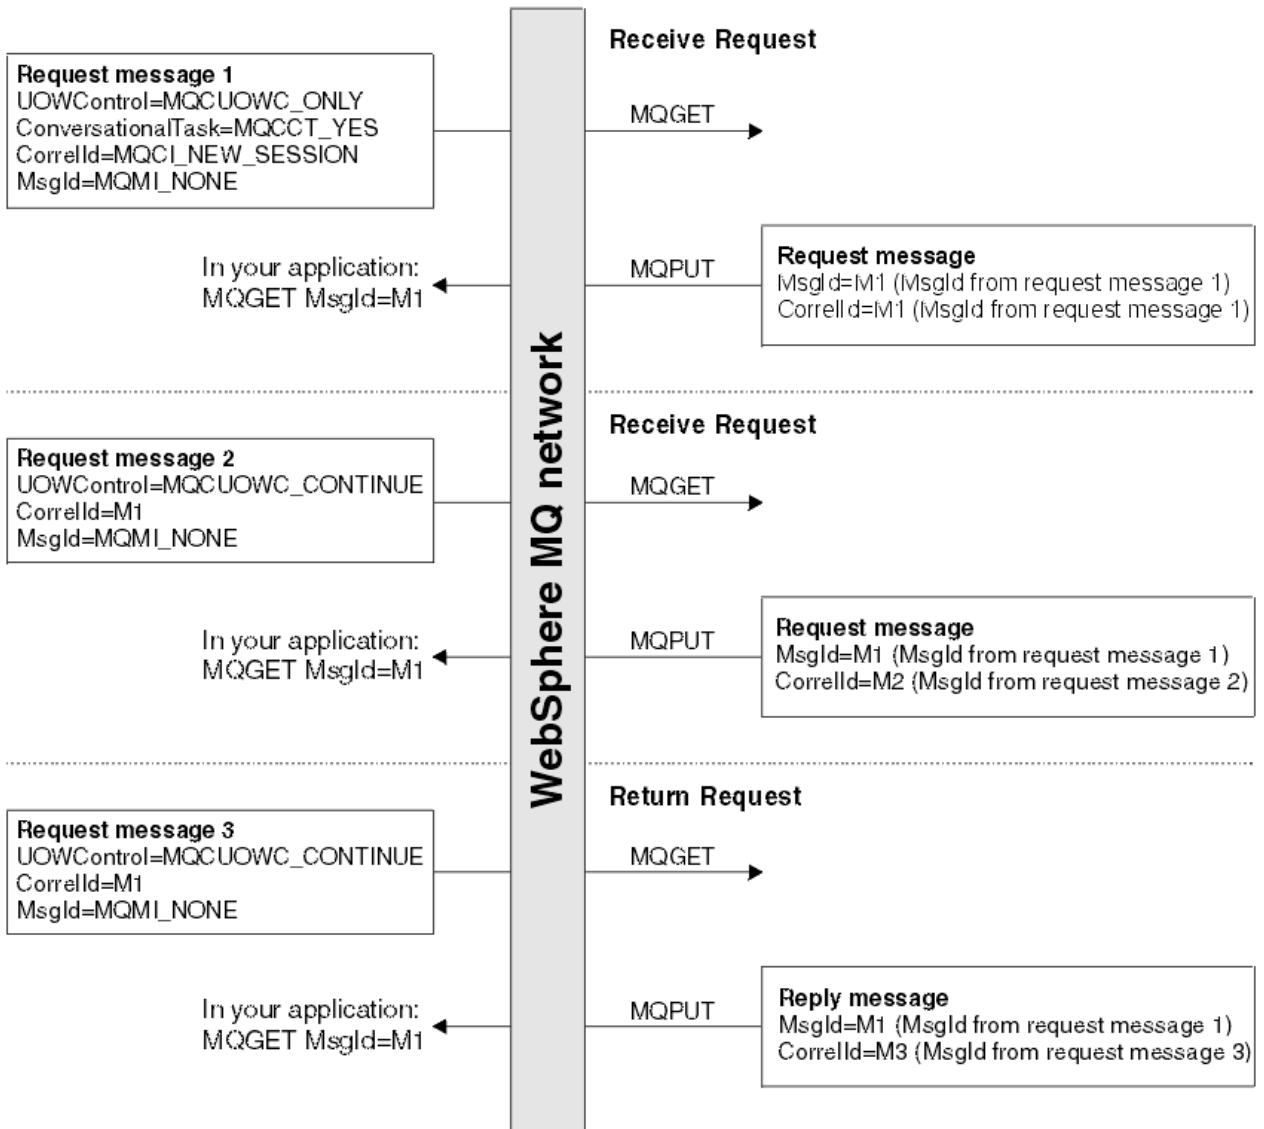 Receive Request
Request message 1
UOWControl=MQCUOWC_ONLY
ConversationalTask=MQCCT_YES
CorrelId=MQCI_NEW_SESSION
MsgId=MQMI_NONE
MQGET
In your application:
MQGET MsgId=M1
MQPUT
Request message
MsgId=M1 (MsgId from request message 1)
CorrelId=M1 (MsgId from request message 1)
WebSphere MQ network
Receive Request
Request message 2
UOWControl=MQCUOWC_CONTINUE
CorrelId=M1
MsgId=MQMI_NONE
MQGET
In your application:
MQGET MsgId=M1
MQPUT
Request message
MsgId=M1 (MsgId from request message 1)
CorrelId=M2 (MsgId from request message 2)
Return Request
Request message 3
UOWControl=MQCUOWC_CONTINUE
CorrelId=M1
MsgId=MQMI_NONE
MQGET
In your application:
MQGET MsgId=M1
MQPUT
Reply message
MsgId=M1 (MsgId from request message 1)
CorrelId=M3 (MsgId from request message 3)